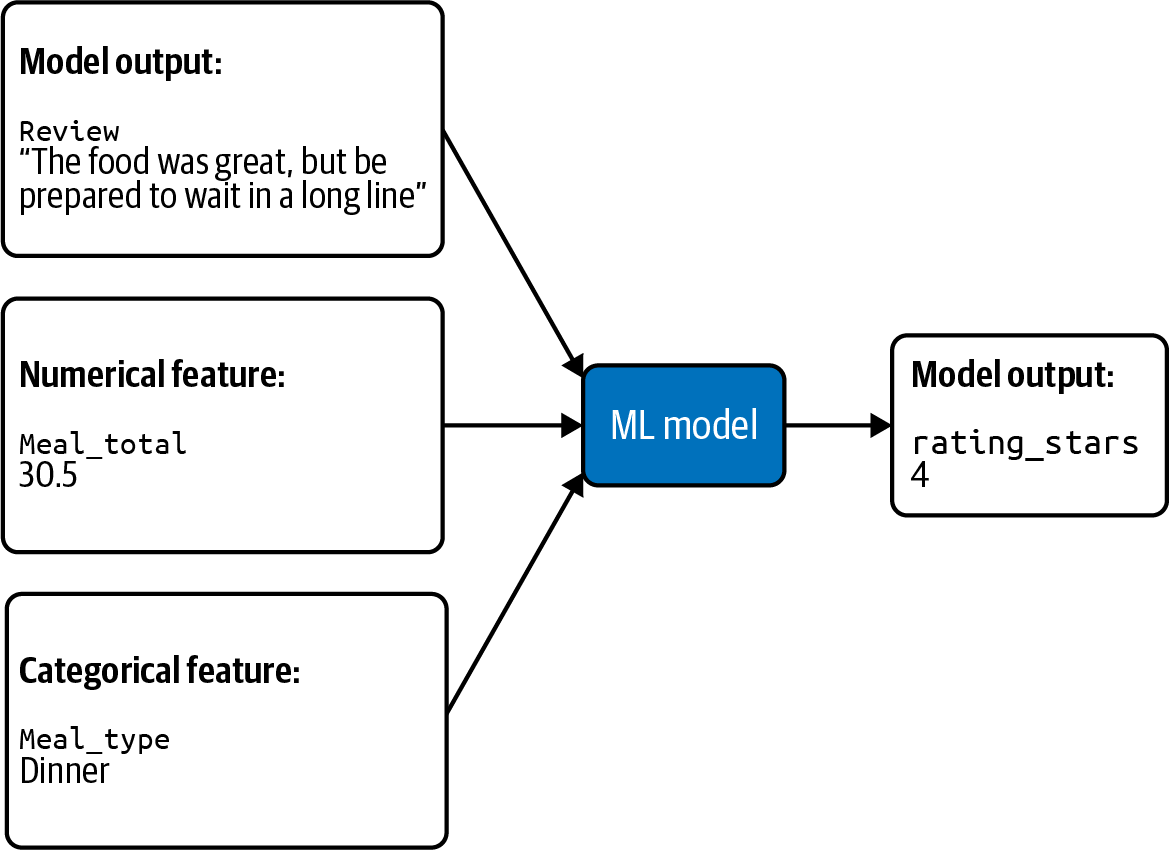 Model output:
Review
“The food was great, but be
prepared to wait in a long line”
Numerical feature:
Meal_total
30.5
Categorical feature:
Meal_type
Dinner
ML model
Model output:
rating_stars
4